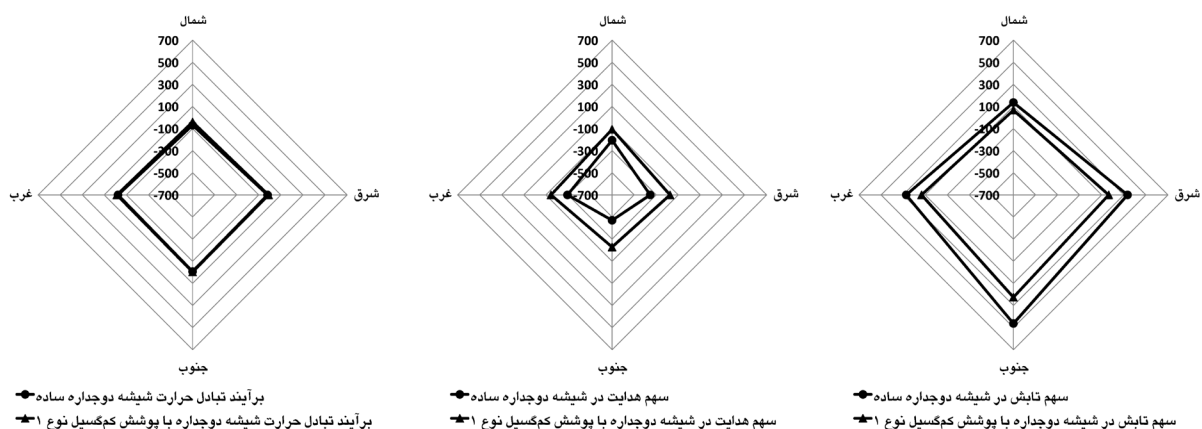 شمال
700
500
300
100
-100
-300
-500
-700
غرب
شرق
جنوب
برآیند تبادل حرارت شیشه دوجداره ساده
برآیند تبادل حرارت شیشه دوجداره با پوشش کم‌گسیل نوع ۱
شمال
700
500
300
100
-100
-300
-500
-700
غرب
شرق
جنوب
سهم هدایت در شیشه دوجداره ساده
سهم هدایت در شیشه دوجداره با پوشش کم‌گسیل نوع ۱
شمال
700
500
300
100
-100
-300
-500
-700
غرب
شرق
جنوب
سهم تابش در شیشه دوجداره ساده
سهم تابش در شیشه دوجداره با پوشش کم‌گسیل نوع ۱